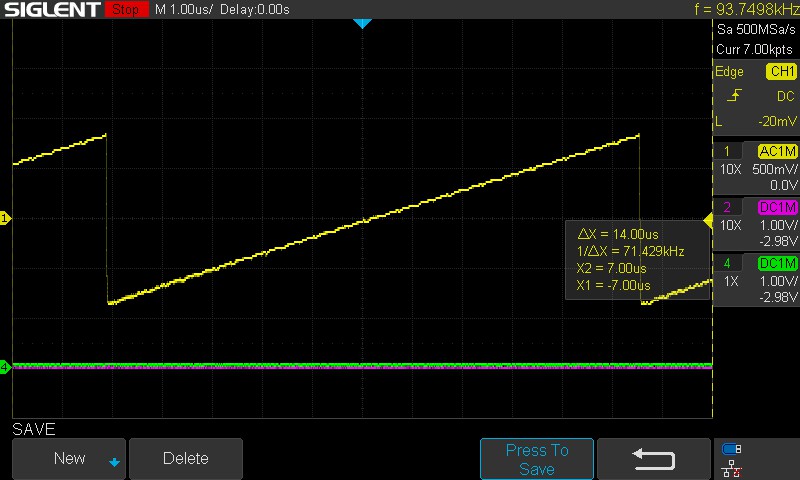 SIGLENT Stop M 1.00us/ Delay:0.00s f = 93.7498kHz
Sa 500MSa/s
Curr 7.00kpts
Edge CH1
DC
L -20mV
1 AC1M
10X 500mV/
0.0V
2 DC1M
10X 1.00V/
-2.98V
4 DC1M
1X 1.00V/
-2.98V
1
ΔX = 14.00us
1/ΔX = 71.429kHz
X2 = 7.00us
X1 = -7.00us
4
SAVE
New
Delete
Press To
Save